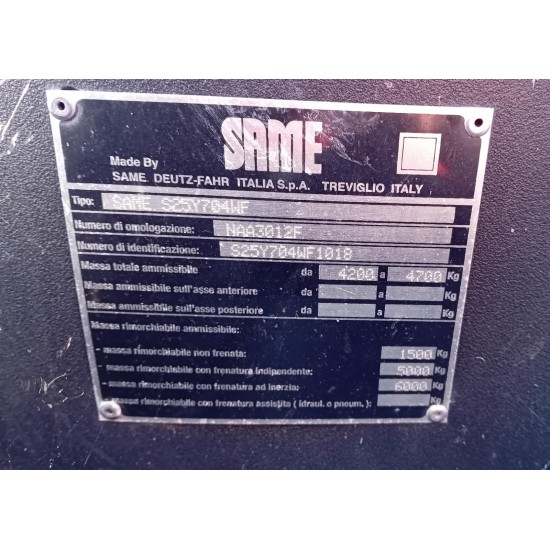 SAME
Made By
SAME DEUTZ-FAHR ITALIA S.p.A. TREVIGLIO ITALY
Tipo: SAME S25Y704WF
Numero di omologazione: NAA3012F
Numero di identificazione: S25Y704WF1018
Massa totale ammissibile da 4200 a 4700 Kg
Massa ammissibile sull'asse anteriore da a Kg
Massa ammissibile sull'asse posteriore da a Kg
Massa rimorchiabile ammissibile:
- massa rimorchiabile non frenata: 1500 Kg
- massa rimorchiabile con frenatura indipendente: 5000 Kg
- massa rimorchiabile con frenatura ad inerzia: 6000 Kg
- massa rimorchiabile con frenatura assistita ( idraul. o pneum. ): Kg